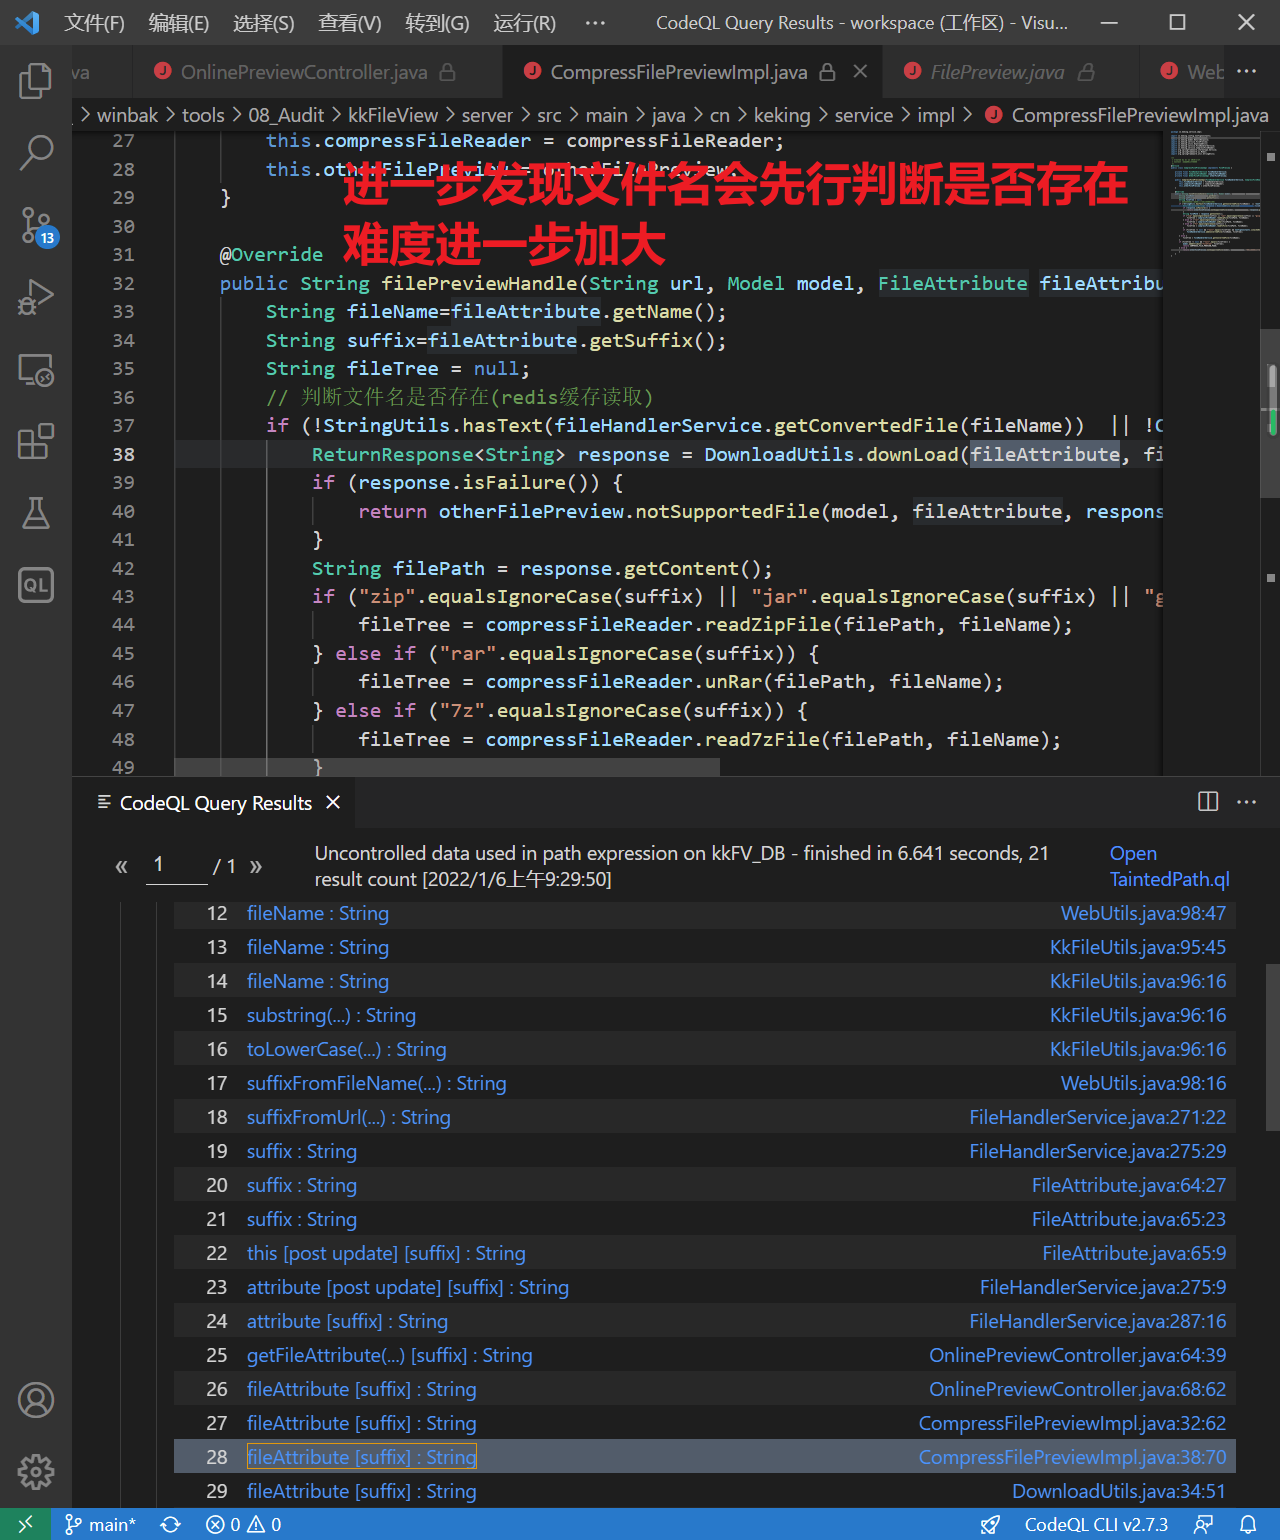 文件(F) 编辑(E) 选择(S) 查看(V) 转到(G) 运行(R) ··· CodeQL Query Results - workspace (工作区) - Visu...
va OnlinePreviewController.java CompressFilePreviewImpl.java FilePreview.java Web ···
> winbak > tools > 08_Audit > kkFileView > server > src > main > java > cn > keking > service > impl > CompressFilePreviewImpl.java
27 this.compressFileReader = compressFileReader;
28 this.otherFilePreview = otherFilePreview;
进一步发现文件名会先行判断是否存在
29 }
30
难度进一步加大
31 @Override
32 public String filePreviewHandle(String url, Model model, FileAttribute fileAttribu
33 String fileName=fileAttribute.getName();
34 String suffix=fileAttribute.getSuffix();
35 String fileTree = null;
36 // 判断文件名是否存在(redis缓存读取)
37 if (!StringUtils.hasText(fileHandlerService.getConvertedFile(fileName)) || !C
38 ReturnResponse<String> response = DownloadUtils.downLoad(fileAttribute, fi
39 if (response.isFailure()) {
40 return otherFilePreview.notSupportedFile(model, fileAttribute, respons
41 }
42 String filePath = response.getContent();
43 if ("zip".equalsIgnoreCase(suffix) || "jar".equalsIgnoreCase(suffix) || "g
44 fileTree = compressFileReader.readZipFile(filePath, fileName);
45 } else if ("rar".equalsIgnoreCase(suffix)) {
46 fileTree = compressFileReader.unRar(filePath, fileName);
47 } else if ("7z".equalsIgnoreCase(suffix)) {
48 fileTree = compressFileReader.read7zFile(filePath, fileName);
49 }
13
QL
CodeQL Query Results
« 1 / 1 » Uncontrolled data used in path expression on kkFV_DB - finished in 6.641 seconds, 21 Open
result count [2022/1/6上午9:29:50] TaintedPath.ql
12 fileName : String WebUtils.java:98:47
13 fileName : String KkFileUtils.java:95:45
14 fileName : String KkFileUtils.java:96:16
15 substring(...) : String KkFileUtils.java:96:16
16 toLowerCase(...) : String KkFileUtils.java:96:16
17 suffixFromFileName(...) : String WebUtils.java:98:16
18 suffixFromUrl(...) : String FileHandlerService.java:271:22
19 suffix : String FileHandlerService.java:275:29
20 suffix : String FileAttribute.java:64:27
21 suffix : String FileAttribute.java:65:23
22 this [post update] [suffix] : String FileAttribute.java:65:9
23 attribute [post update] [suffix] : String FileHandlerService.java:275:9
24 attribute [suffix] : String FileHandlerService.java:287:16
25 getFileAttribute(...) [suffix] : String OnlinePreviewController.java:64:39
26 fileAttribute [suffix] : String OnlinePreviewController.java:68:62
27 fileAttribute [suffix] : String CompressFilePreviewImpl.java:32:62
28 fileAttribute [suffix] : String CompressFilePreviewImpl.java:38:70
29 fileAttribute [suffix] : String DownloadUtils.java:34:51
main* 0 0 CodeQL CLI v2.7.3